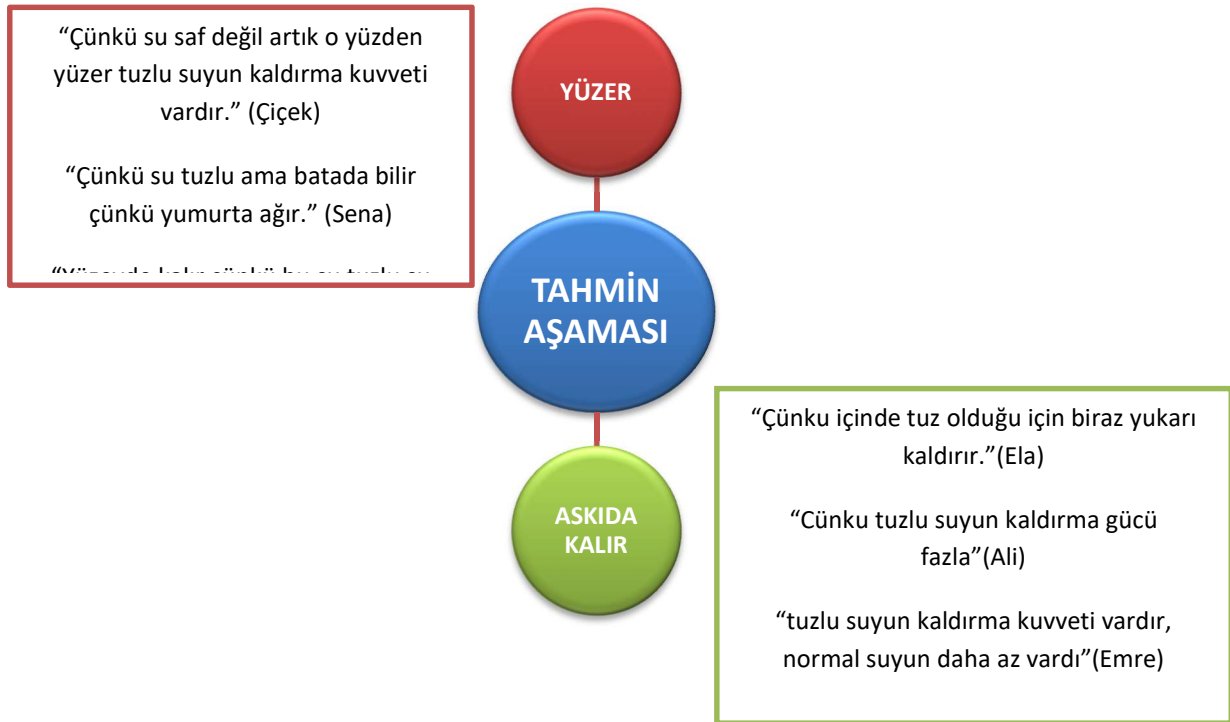 “Çünkü su saf değil artık o yüzden
yüzer tuzlu suyun kaldırma kuvveti
vardır.” (Çiçek)
“Çünkü su tuzlu ama batada bilir
çünkü yumurta ağır.” (Sena)
YÜZER
TAHMİN
AŞAMASI
ASKIDA
KALIR
“Çünku içinde tuz olduğu için biraz yukarı
kaldırır.”(Ela)
“Cünku tuzlu suyun kaldırma gücü
fazla”(Ali)
“tuzlu suyun kaldırma kuvveti vardır,
normal suyun daha az vardı”(Emre)